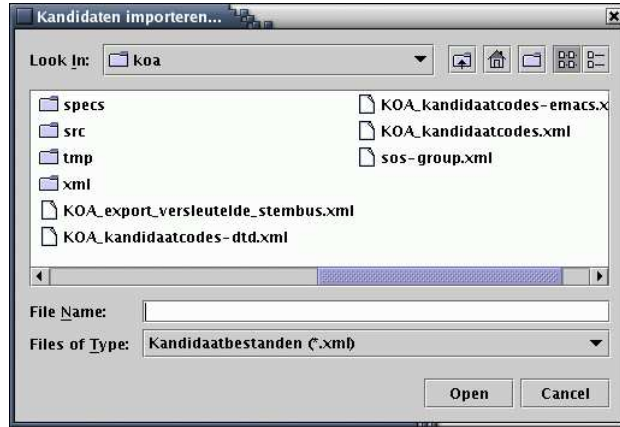 Kandidaten importeren...
Look In: koa
specs
src
tmp
xml
KOA_export_versleutelde_stembus.xml
KOA_kandidaatcodes-dtd.xml
KOA_kandidaatcodes-emacs.x
KOA_kandidaatcodes.xml
sos-group.xml
File Name:
Files of Type: Kandidaatbestanden (*.xml)
Open Cancel